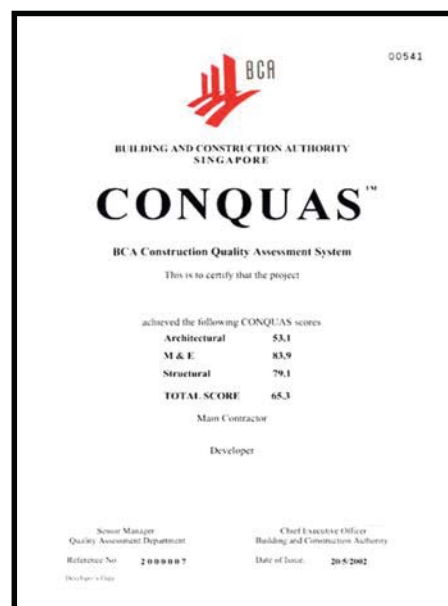 BCA
00541
BUILDING AND CONSTRUCTION AUTHORITY
SINGAPORE
CONQUAS™
BCA Construction Quality Assessment System
This is to certify that the project
achieved the following CONQUAS scores
Architectural 53.1
M & E 83.9
Structural 79.1
TOTAL SCORE 65.3
Main Contractor
Developer
Senior Manager
Quality Assessment Department
Chief Executive Officer
Building and Construction Authority
Reference No 2000007
Date of Issue: 20/5/2002
Developer's Copy